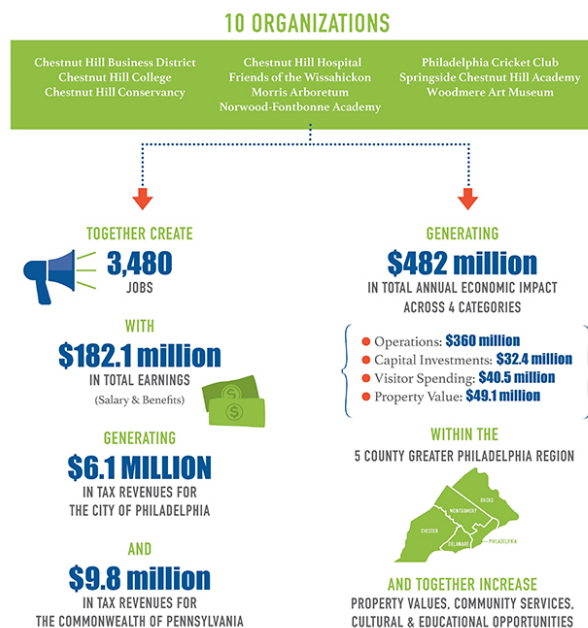 10 ORGANIZATIONS
Chestnut Hill Business District
Chestnut Hill College
Chestnut Hill Conservancy
Chestnut Hill Hospital
Friends of the Wissahickon
Morris Arboretum
Norwood-Fontbonne Academy
Philadelphia Cricket Club
Springside Chestnut Hill Academy
Woodmere Art Museum
TOGETHER CREATE
3,480
JOBS
WITH
$182.1 million
IN TOTAL EARNINGS
(Salary & Benefits)
GENERATING
$6.1 MILLION
IN TAX REVENUES FOR
THE CITY OF PHILADELPHIA
AND
$9.8 million
IN TAX REVENUES FOR
THE COMMONWEALTH OF PENNSYLVANIA
GENERATING
$482 million
IN TOTAL ANNUAL ECONOMIC IMPACT
ACROSS 4 CATEGORIES
Operations: $360 million
Capital Investments: $32.4 million
Visitor Spending: $40.5 million
Property Value: $49.1 million
WITHIN THE
5 COUNTY GREATER PHILADELPHIA REGION
BUCKS
MONTGOMERY
CHESTER
DELAWARE
PHILADELPHIA
AND TOGETHER INCREASE
PROPERTY VALUES, COMMUNITY SERVICES,
CULTURAL & EDUCATIONAL OPPORTUNITIES